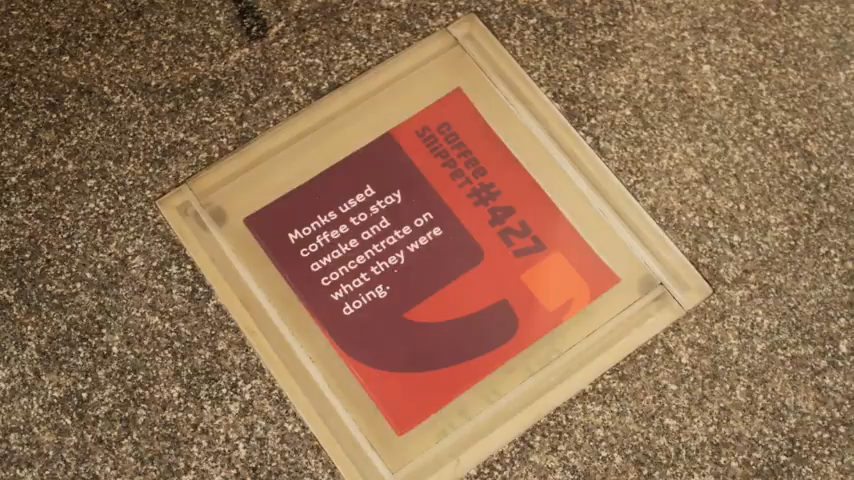 coffee
snippet
#427
Monks used
coffee to stay
awake and
concentrate on
what they were
doing.